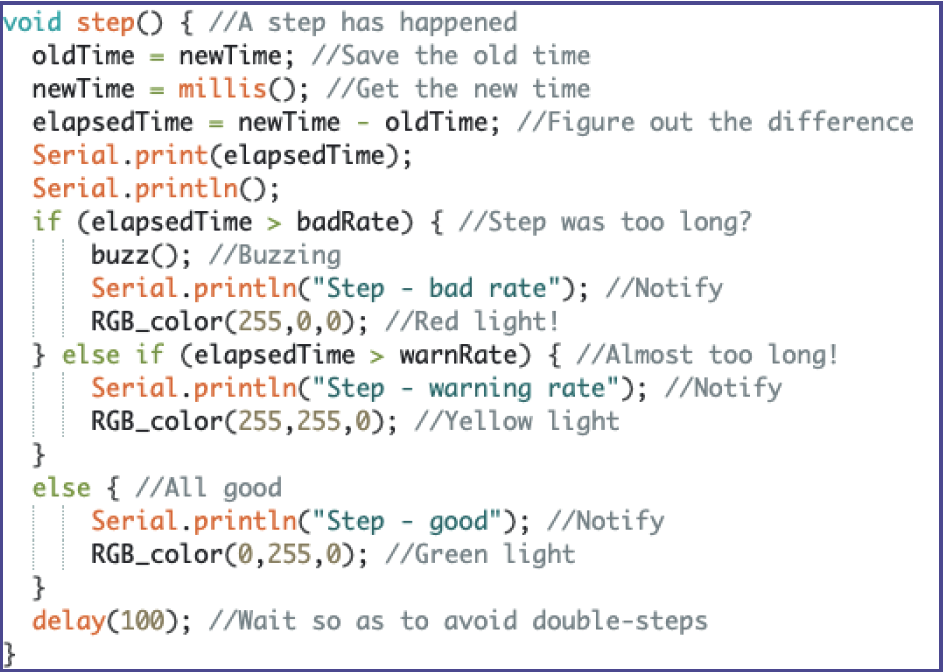 void step() { //A step has happened
  oldTime = newTime; //Save the old time
  newTime = millis(); //Get the new time
  elapsedTime = newTime - oldTime; //Figure out the difference
  Serial.print(elapsedTime);
  Serial.println();
  if (elapsedTime > badRate) { //Step was too long?
      buzz(); //Buzzing
      Serial.println("Step - bad rate"); //Notify
      RGB_color(255,0,0); //Red light!
  } else if (elapsedTime > warnRate) { //Almost too long!
      Serial.println("Step - warning rate"); //Notify
      RGB_color(255,255,0); //Yellow light
  }
  else { //All good
      Serial.println("Step - good"); //Notify
      RGB_color(0,255,0); //Green light
  }
  delay(100); //Wait so as to avoid double-steps
}